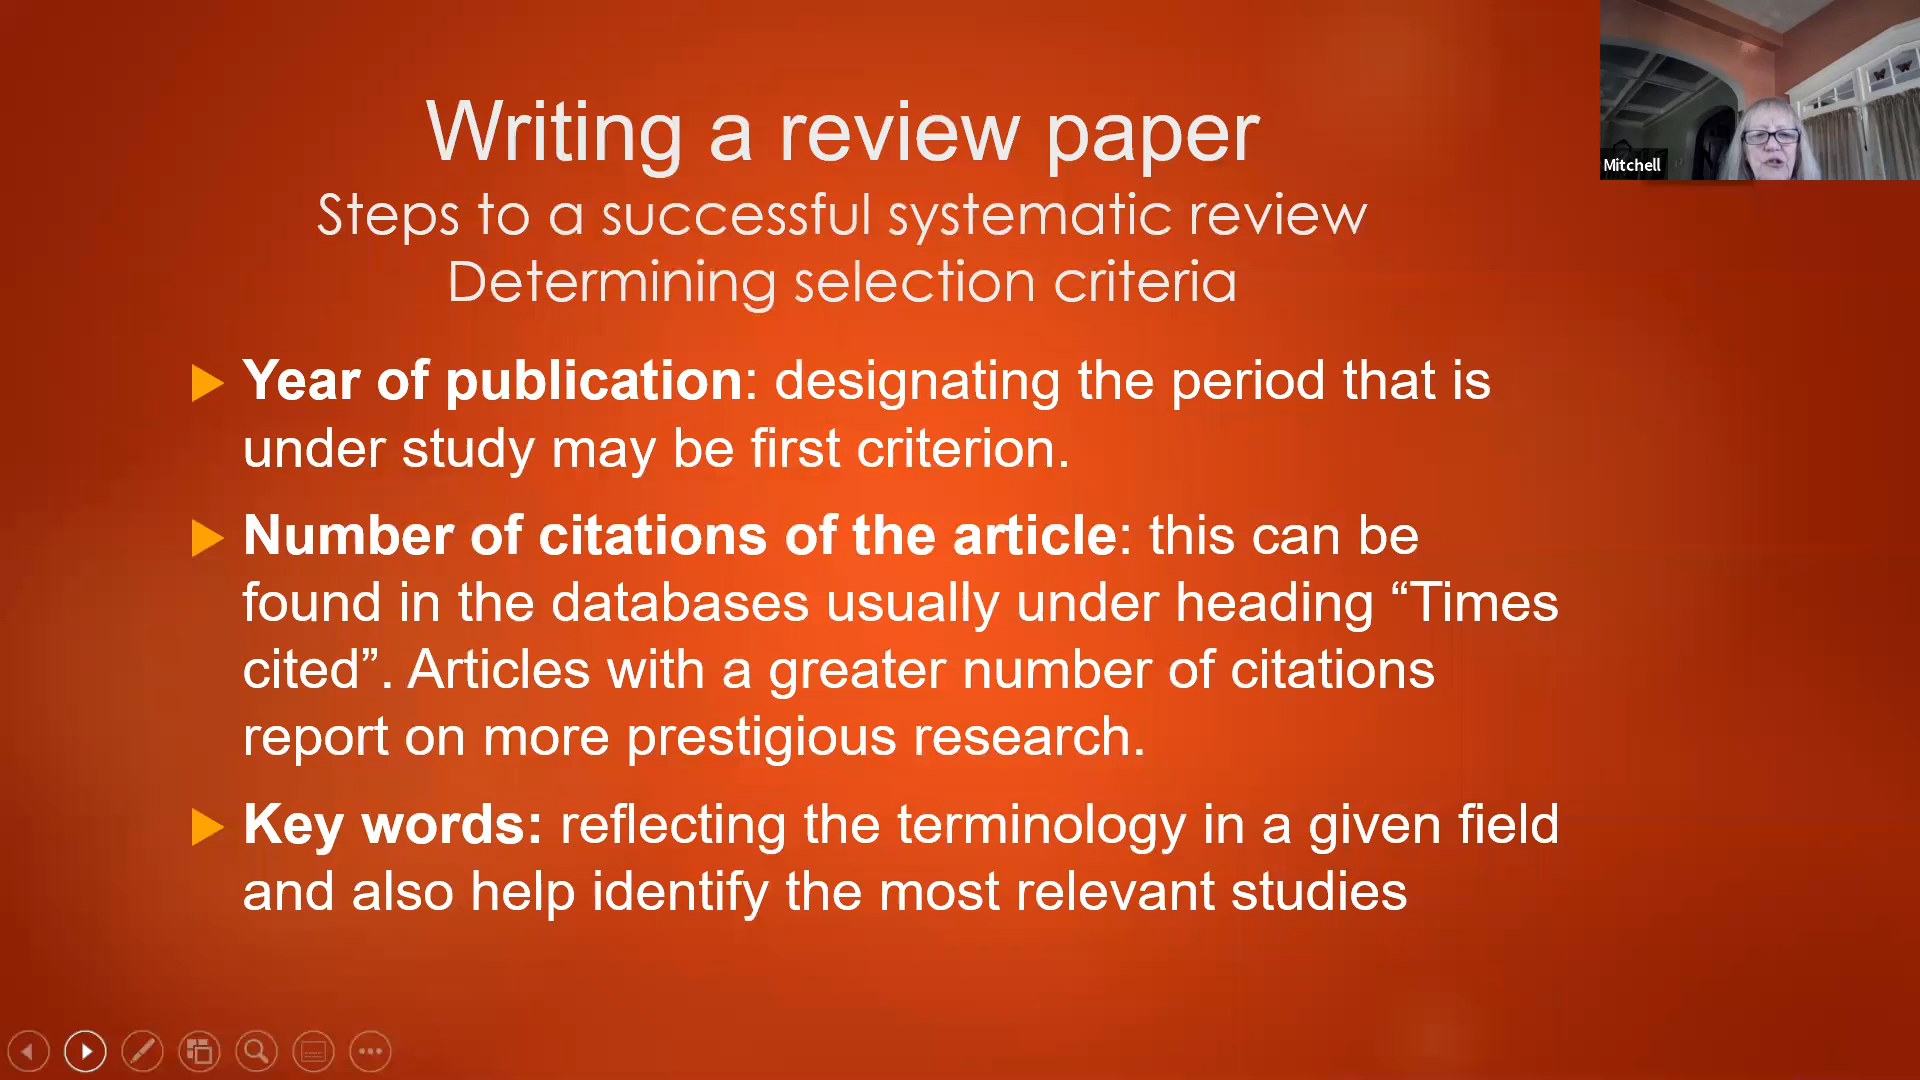 Writing a review paper
Steps to a successful systematic review
Determining selection criteria
Mitchell
Year of publication: designating the period that is
under study may be first criterion.
Number of citations of the article: this can be
found in the databases usually under heading “Times
cited”. Articles with a greater number of citations
report on more prestigious research.
Key words: reflecting the terminology in a given field
and also help identify the most relevant studies